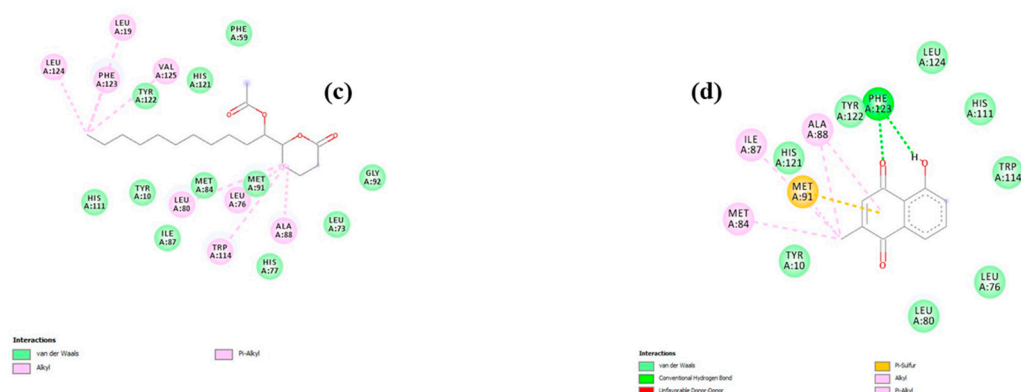 (c)
LEU
A:19
PHE
A:59
LEU
A:124
PHE
A:123
VAL
A:125
TYR
A:122
HIS
A:121
O
O
O
O
HIS
A:111
TYR
A:10
MET
A:84
LEU
A:80
MET
A:91
LEU
A:76
GLY
A:92
ILE
A:87
TRP
A:114
ALA
A:88
LEU
A:73
HIS
A:77
Interactions
van der Waals
Alkyl
Pi-Alkyl
(d)
LEU
A:124
PHE
A:123
TYR
A:122
HIS
A:111
ALA
A:88
ILE
A:87
HIS
A:121
TRP
A:114
H
O
O
MET
A:91
MET
A:84
TYR
A:10
O
LEU
A:76
LEU
A:80
Interactions
van der Waals
Conventional Hydrogen Bond
Unfavorable Donor-Donor
Pi-Sulfur
Alkyl
Pi-Alkyl